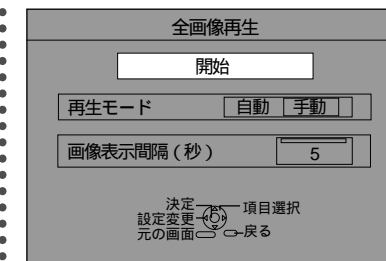 全画像再生
開始
再生モード 自動 手動
画像表示間隔(秒) 5
決定 項目選択
設定変更
元の画面 戻る